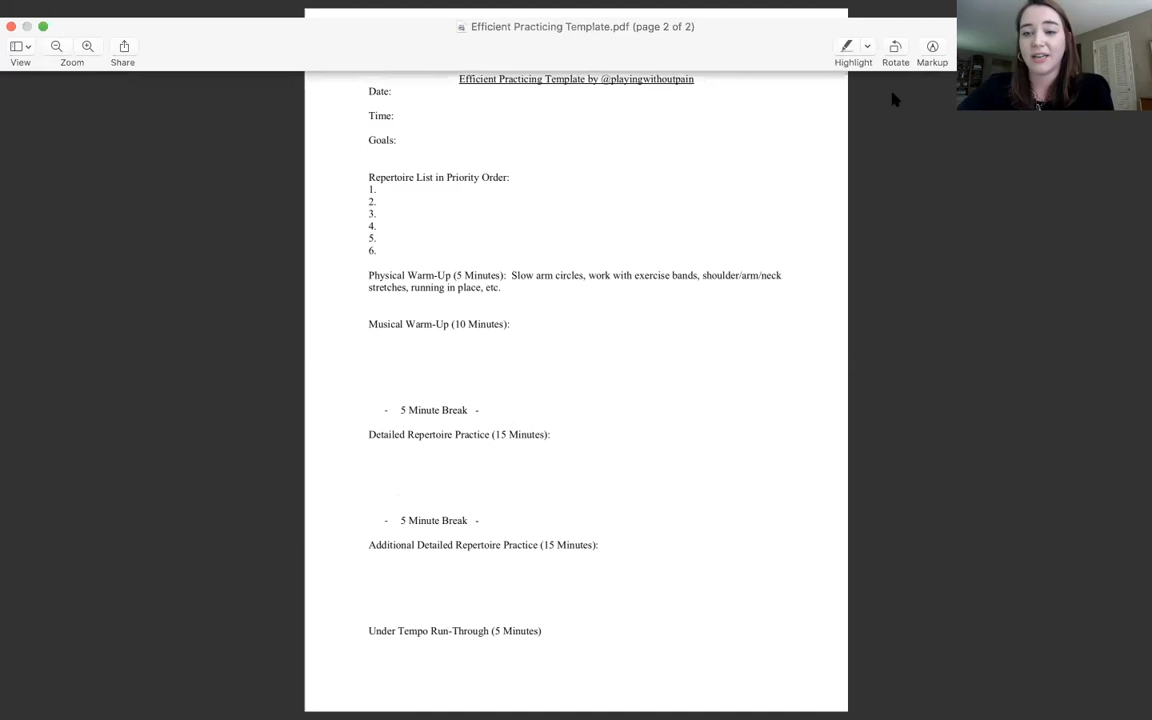 Efficient Practicing Template.pdf (page 2 of 2)
View
Zoom
Share
Highlight
Rotate
Markup
Efficient Practicing Template by @playingwithoutpain
Date:
Time:
Goals:
Repertoire List in Priority Order:
1.
2.
3.
4.
5.
6.
Physical Warm-Up (5 Minutes): Slow arm circles, work with exercise bands, shoulder/arm/neck
stretches, running in place, etc.
Musical Warm-Up (10 Minutes):
- 5 Minute Break -
Detailed Repertoire Practice (15 Minutes):
- 5 Minute Break -
Additional Detailed Repertoire Practice (15 Minutes):
Under Tempo Run-Through (5 Minutes)